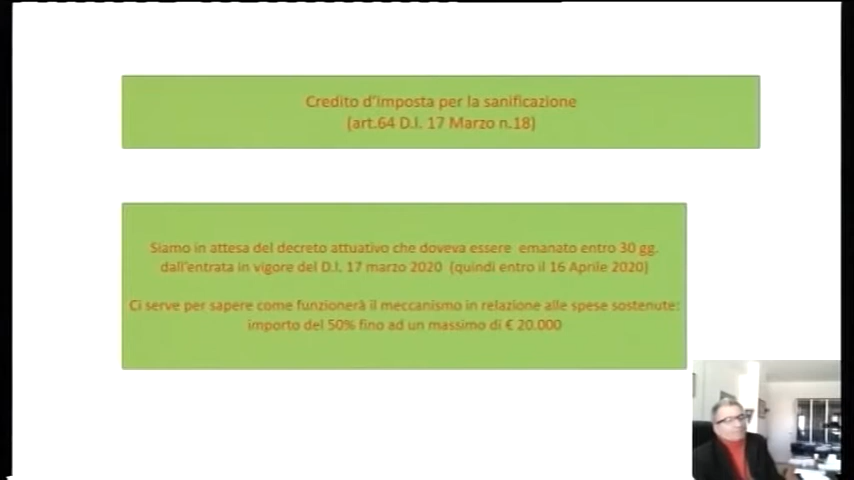 Credito d'imposta per la sanificazione
(art.64 D.l. 17 Marzo n.18)
Siamo in attesa del decreto attuativo che doveva essere emanato entro 30 gg.
dall'entrata in vigore del D.l. 17 marzo 2020 (quindi entro il 16 Aprile 2020)
Ci serve per sapere come funzionerà il meccanismo in relazione alle spese sostenute:
importo del 50% fino ad un massimo di € 20.000